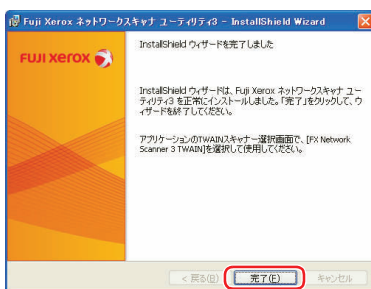 Fuji Xerox ネットワークスキャナ ユーティリティ3 - InstallShield Wizard
FUJI XEROX
InstallShield ウィザードを完了しました
InstallShield ウィザードは、Fuji Xerox ネットワークスキャナ ユー
ティリティ3 を正常にインストールしました。「完了」をクリックして、ウ
ィザードを終了してください。
アプリケーションのTWAINスキャナー選択画面で、[FX Network
Scanner 3 TWAIN]を選択して使用してください。
< 戻る(B)
完了(F)
キャンセル